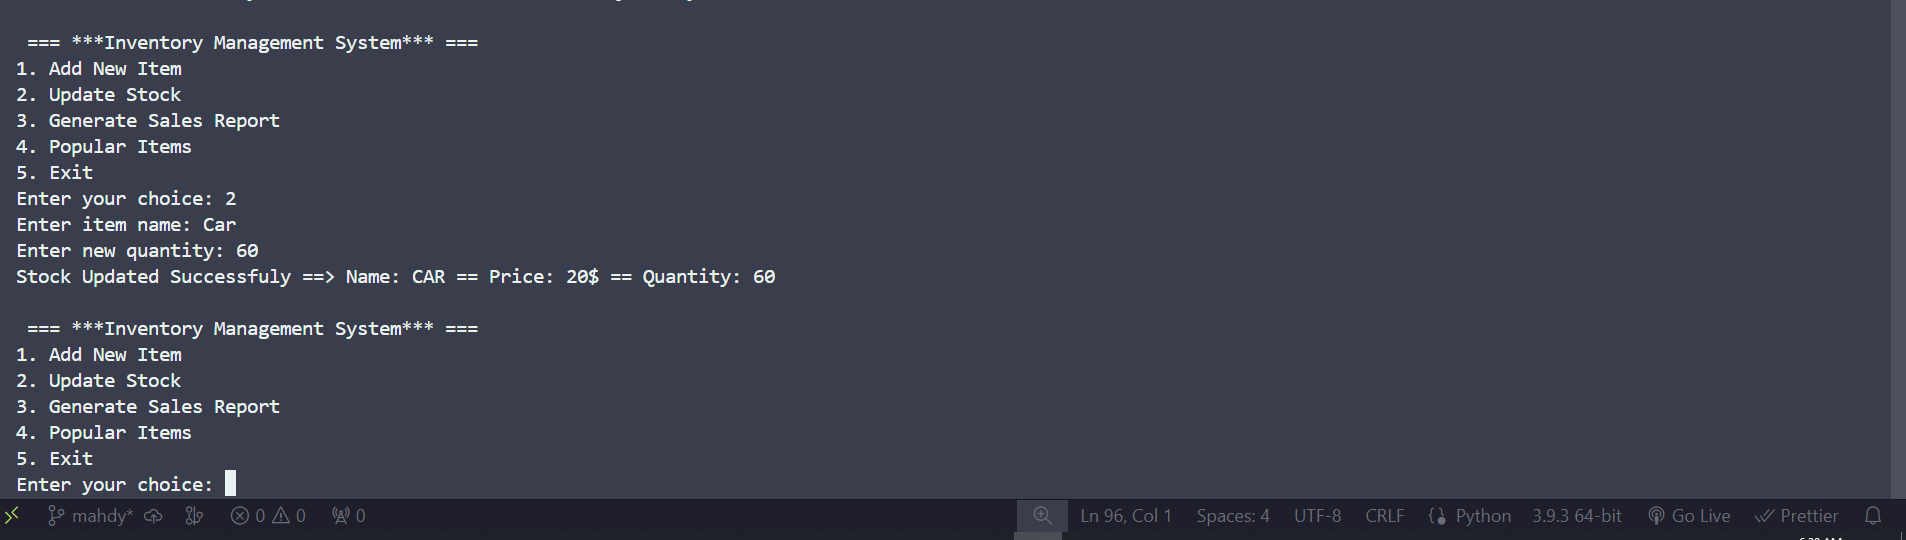 === ***Inventory Management System*** ===
1. Add New Item
2. Update Stock
3. Generate Sales Report
4. Popular Items
5. Exit
Enter your choice: 2
Enter item name: Car
Enter new quantity: 60
Stock Updated Successfuly ==> Name: CAR == Price: 20$ == Quantity: 60
=== ***Inventory Management System*** ===
1. Add New Item
2. Update Stock
3. Generate Sales Report
4. Popular Items
5. Exit
Enter your choice:
mahdy* 0 0 0 Ln 96, Col 1 Spaces: 4 UTF-8 CRLF Python 3.9.3 64-bit Go Live Prettier